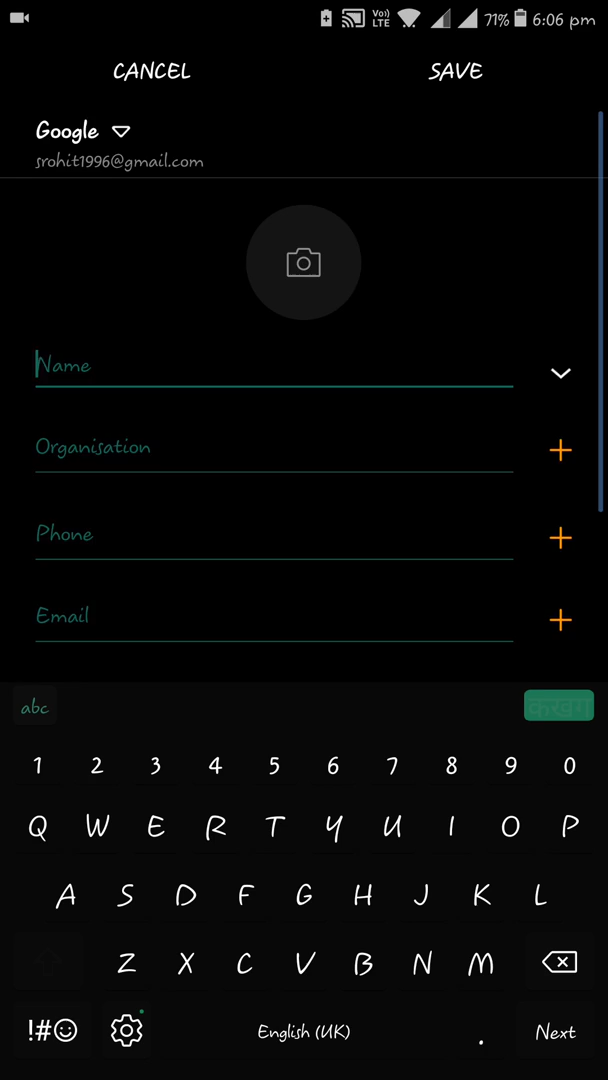 Vo))
LTE
71%
6:06 pm
CANCEL
SAVE
Google
srohit1996@gmail.com
Name
Organisation
Phone
Email
abc
कखग
1 2 3 4 5 6 7 8 9 0
Q W E R T Y U I O P
A S D F G H J K L
Z X C V B N M
!#☺ English (UK) . Next